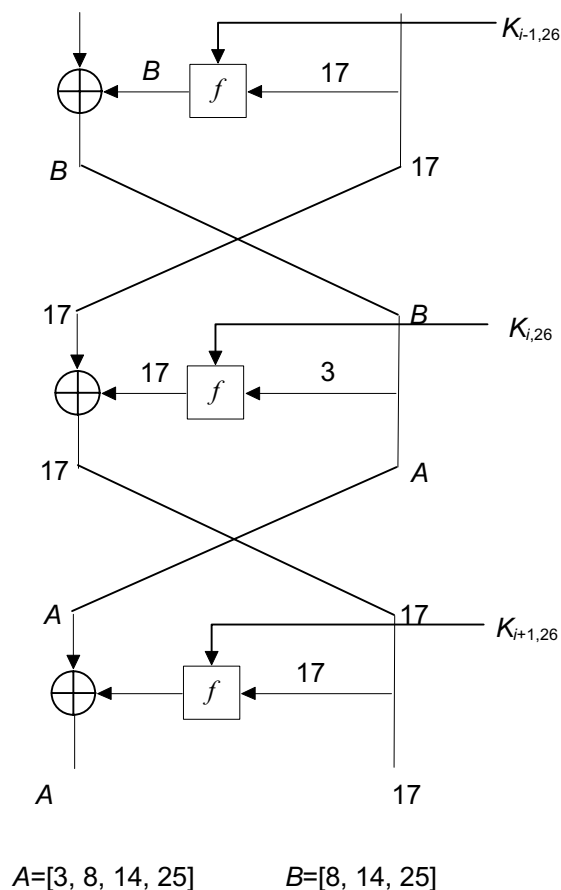 K_{i-1,26}
B 17
f
B 17
17 B
K_{i,26}
17 3
f
17 A
A 17
K_{i+1,26}
17
f
A 17
A=[3, 8, 14, 25] B=[8, 14, 25]